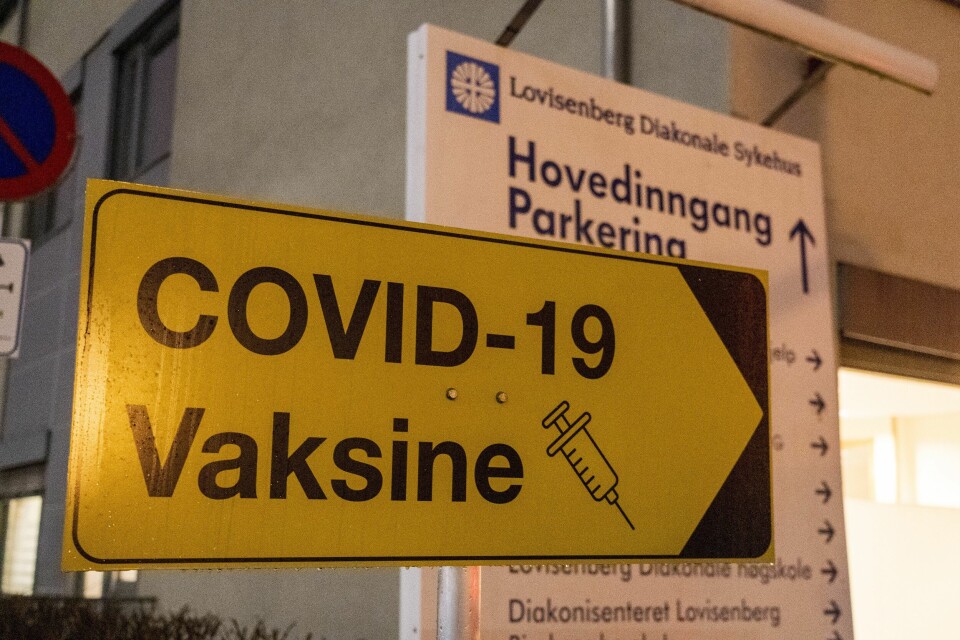 Lovisenberg Diakonale Sykehus
Hovedinngang
Parkering
COVID-19
Vaksine
Lovisenberg Diakonale høgskole
Diakonisenteret Lovisenberg